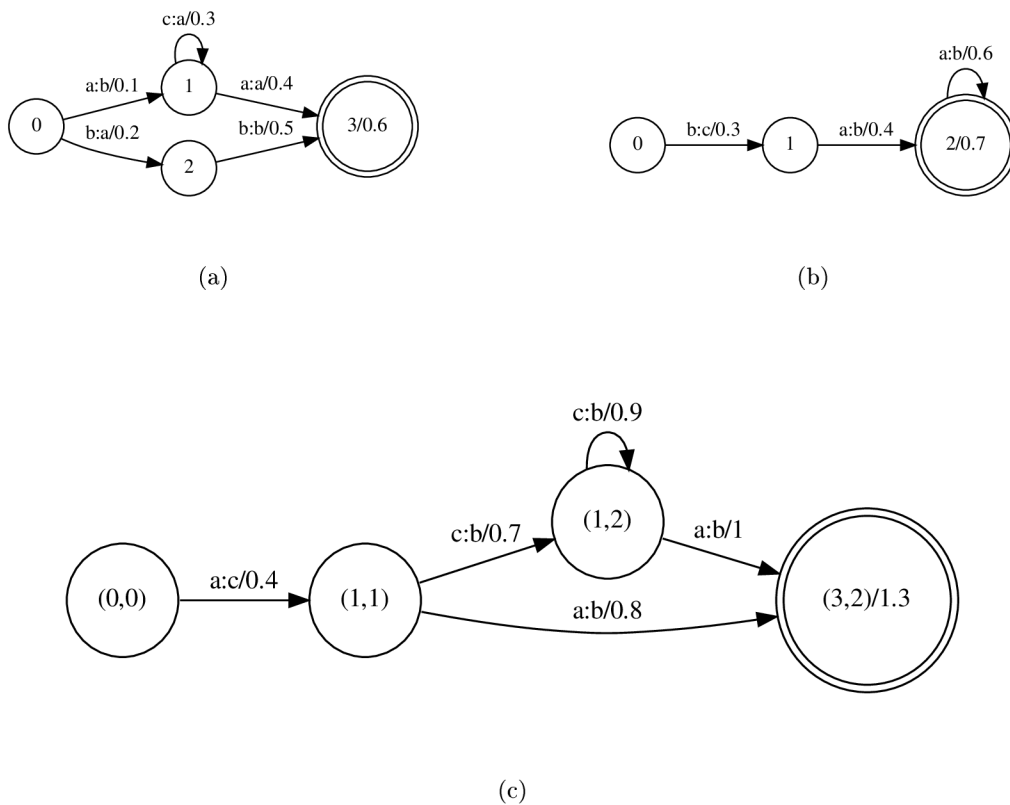 c:a/0.3
a:b/0.1
1
a:a/0.4
0
3/0.6
b:a/0.2
b:b/0.5
2
(a)
a:b/0.6
0
b:c/0.3
1
a:b/0.4
2/0.7
(b)
c:b/0.9
(1,2)
c:b/0.7
a:b/1
(0,0)
a:c/0.4
(1,1)
a:b/0.8
(3,2)/1.3
(c)